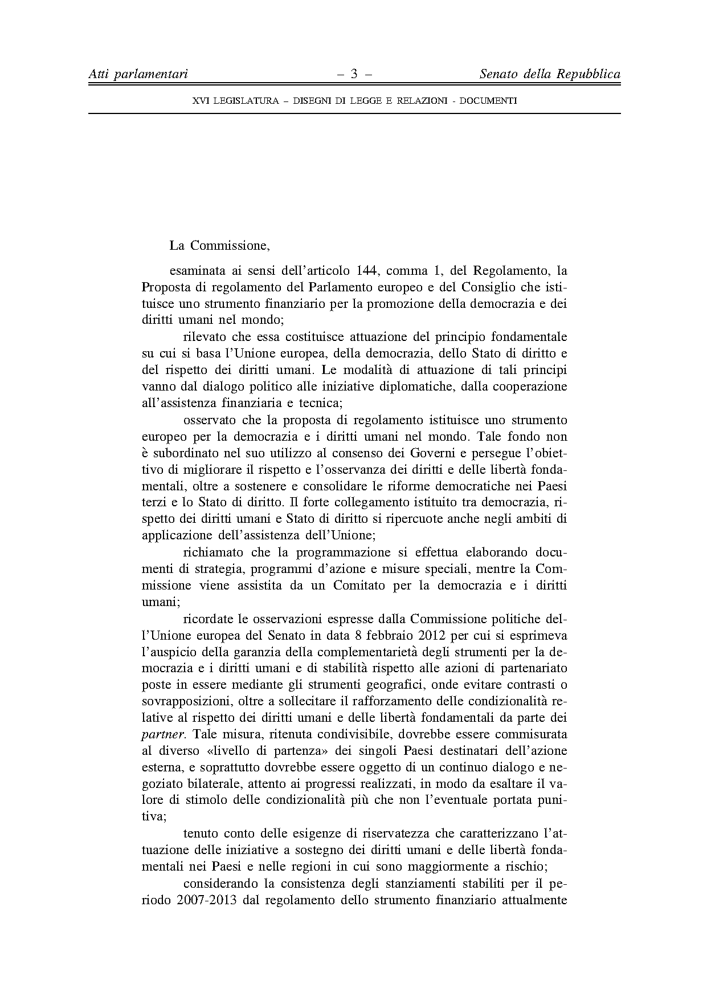 Atti parlamentari – 3 – Senato della Repubblica
XVI LEGISLATURA – DISEGNI DI LEGGE E RELAZIONI - DOCUMENTI
La Commissione,
esaminata ai sensi dell’articolo 144, comma 1, del Regolamento, la
Proposta di regolamento del Parlamento europeo e del Consiglio che isti-
tuisce uno strumento finanziario per la promozione della democrazia e dei
diritti umani nel mondo;
rilevato che essa costituisce attuazione del principio fondamentale
su cui si basa l’Unione europea, della democrazia, dello Stato di diritto e
del rispetto dei diritti umani. Le modalità di attuazione di tali principi
vanno dal dialogo politico alle iniziative diplomatiche, dalla cooperazione
all’assistenza finanziaria e tecnica;
osservato che la proposta di regolamento istituisce uno strumento
europeo per la democrazia e i diritti umani nel mondo. Tale fondo non
è subordinato nel suo utilizzo al consenso dei Governi e persegue l’obiet-
tivo di migliorare il rispetto e l’osservanza dei diritti e delle libertà fonda-
mentali, oltre a sostenere e consolidare le riforme democratiche nei Paesi
terzi e lo Stato di diritto. Il forte collegamento istituito tra democrazia, ri-
spetto dei diritti umani e Stato di diritto si ripercuote anche negli ambiti di
applicazione dell’assistenza dell’Unione;
richiamato che la programmazione si effettua elaborando docu-
menti di strategia, programmi d’azione e misure speciali, mentre la Com-
missione viene assistita da un Comitato per la democrazia e i diritti
umani;
ricordate le osservazioni espresse dalla Commissione politiche del-
l’Unione europea del Senato in data 8 febbraio 2012 per cui si esprimeva
l’auspicio della garanzia della complementarietà degli strumenti per la de-
mocrazia e i diritti umani e di stabilità rispetto alle azioni di partenariato
poste in essere mediante gli strumenti geografici, onde evitare contrasti o
sovrapposizioni, oltre a sollecitare il rafforzamento delle condizionalità re-
lative al rispetto dei diritti umani e delle libertà fondamentali da parte dei
partner. Tale misura, ritenuta condivisibile, dovrebbe essere commisurata
al diverso «livello di partenza» dei singoli Paesi destinatari dell’azione
esterna, e soprattutto dovrebbe essere oggetto di un continuo dialogo e ne-
goziato bilaterale, attento ai progressi realizzati, in modo da esaltare il va-
lore di stimolo delle condizionalità più che non l’eventuale portata puni-
tiva;
tenuto conto delle esigenze di riservatezza che caratterizzano l’at-
tuazione delle iniziative a sostegno dei diritti umani e delle libertà fonda-
mentali nei Paesi e nelle regioni in cui sono maggiormente a rischio;
considerando la consistenza degli stanziamenti stabiliti per il pe-
riodo 2007-2013 dal regolamento dello strumento finanziario attualmente